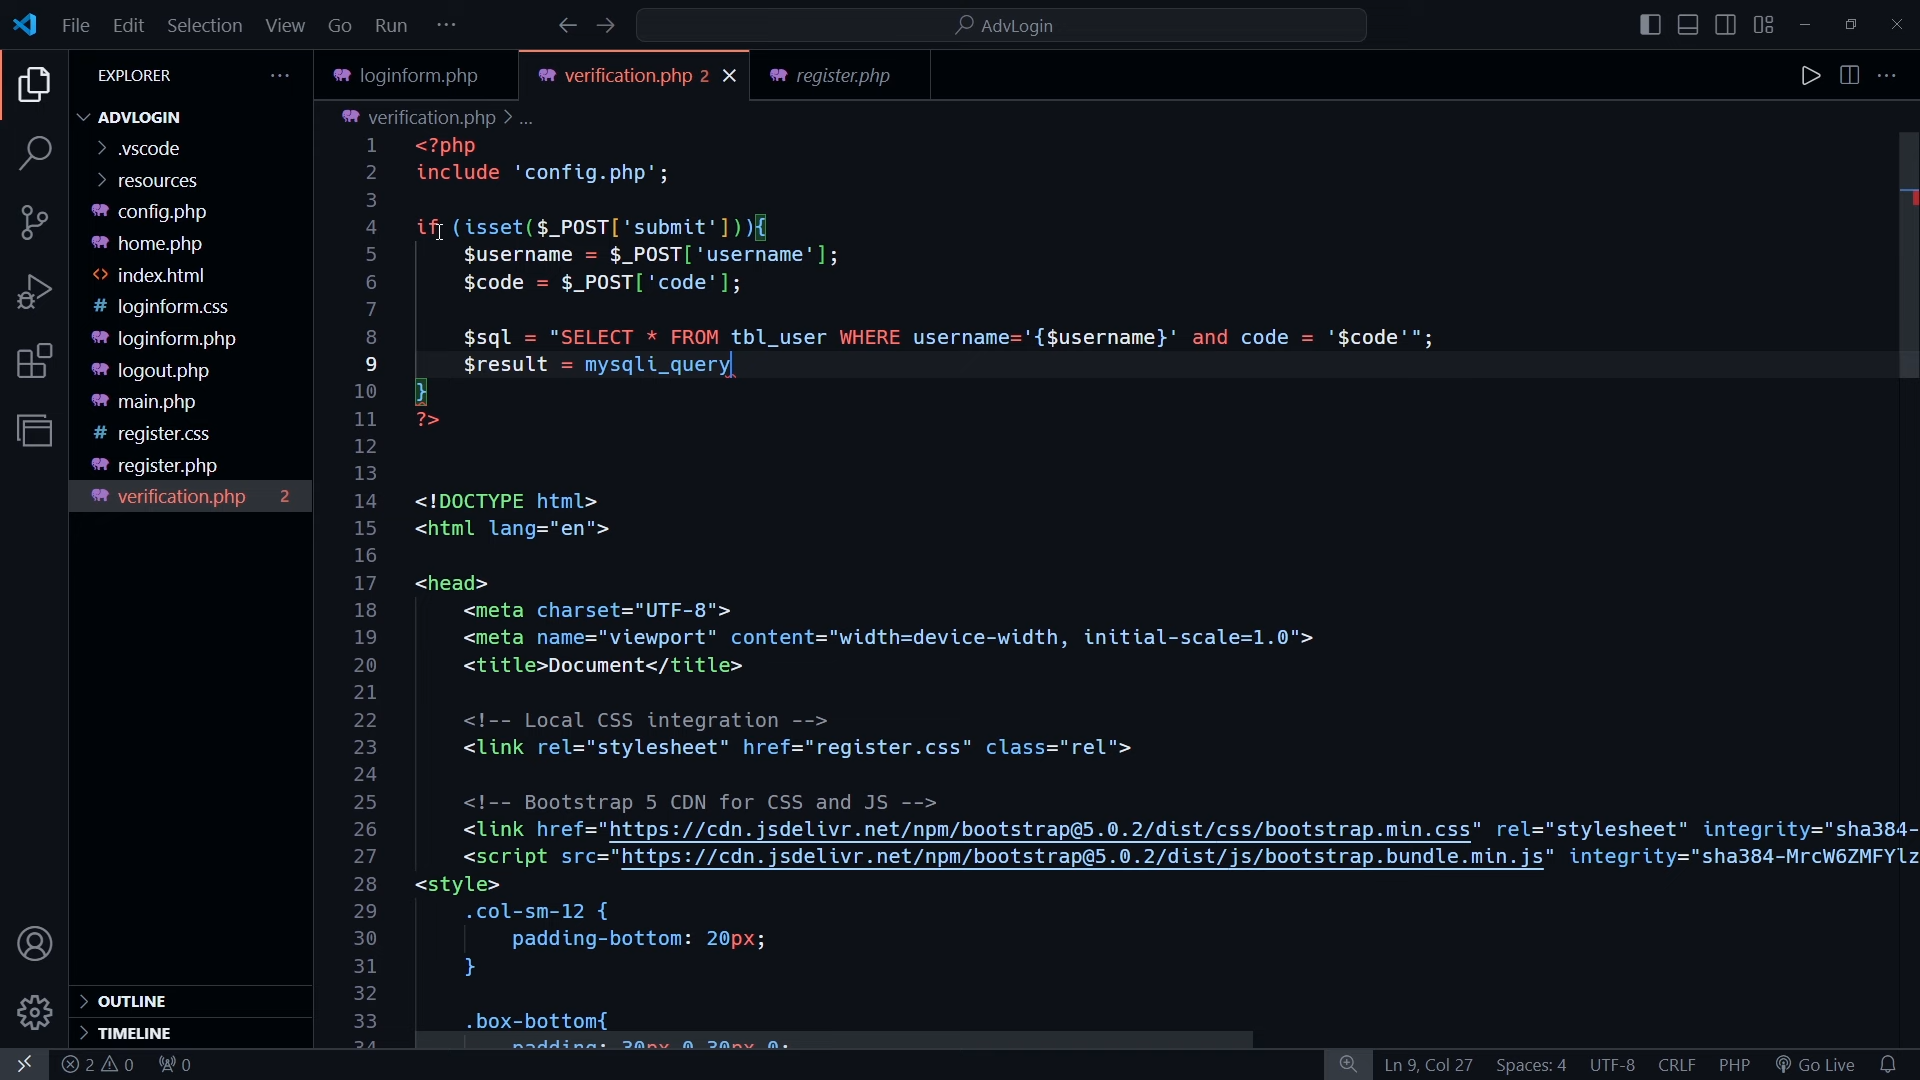 File Edit Selection View Go Run ··· AdvLogin
EXPLORER ···
ADVLOGIN
.vscode
resources
config.php
home.php
index.html
# loginform.css
loginform.php
logout.php
main.php
# register.css
register.php
verification.php 2
OUTLINE
TIMELINE
loginform.php verification.php 2 register.php
verification.php > ...
1 <?php
2 include 'config.php';
3
4 if (isset($_POST['submit'])){
5 $username = $_POST['username'];
6 $code = $_POST['code'];
7
8 $sql = "SELECT * FROM tbl_user WHERE username='{$username}' and code = '$code'";
9 $result = mysqli_query
10 }
11 ?>
12
13
14 <!DOCTYPE html>
15 <html lang="en">
16
17 <head>
18 <meta charset="UTF-8">
19 <meta name="viewport" content="width=device-width, initial-scale=1.0">
20 <title>Document</title>
21
22 <!-- Local CSS integration -->
23 <link rel="stylesheet" href="register.css" class="rel">
24
25 <!-- Bootstrap 5 CDN for CSS and JS -->
26 <link href="https://cdn.jsdelivr.net/npm/bootstrap@5.0.2/dist/css/bootstrap.min.css" rel="stylesheet" integrity="sha384-
27 <script src="https://cdn.jsdelivr.net/npm/bootstrap@5.0.2/dist/js/bootstrap.bundle.min.js" integrity="sha384-MrcW6ZMFYlz
28 <style>
29 .col-sm-12 {
30 padding-bottom: 20px;
31 }
32
33 .box-bottom{
34 padding: 30px 0 30px 0;
2 0 0 Ln 9, Col 27 Spaces: 4 UTF-8 CRLF PHP Go Live